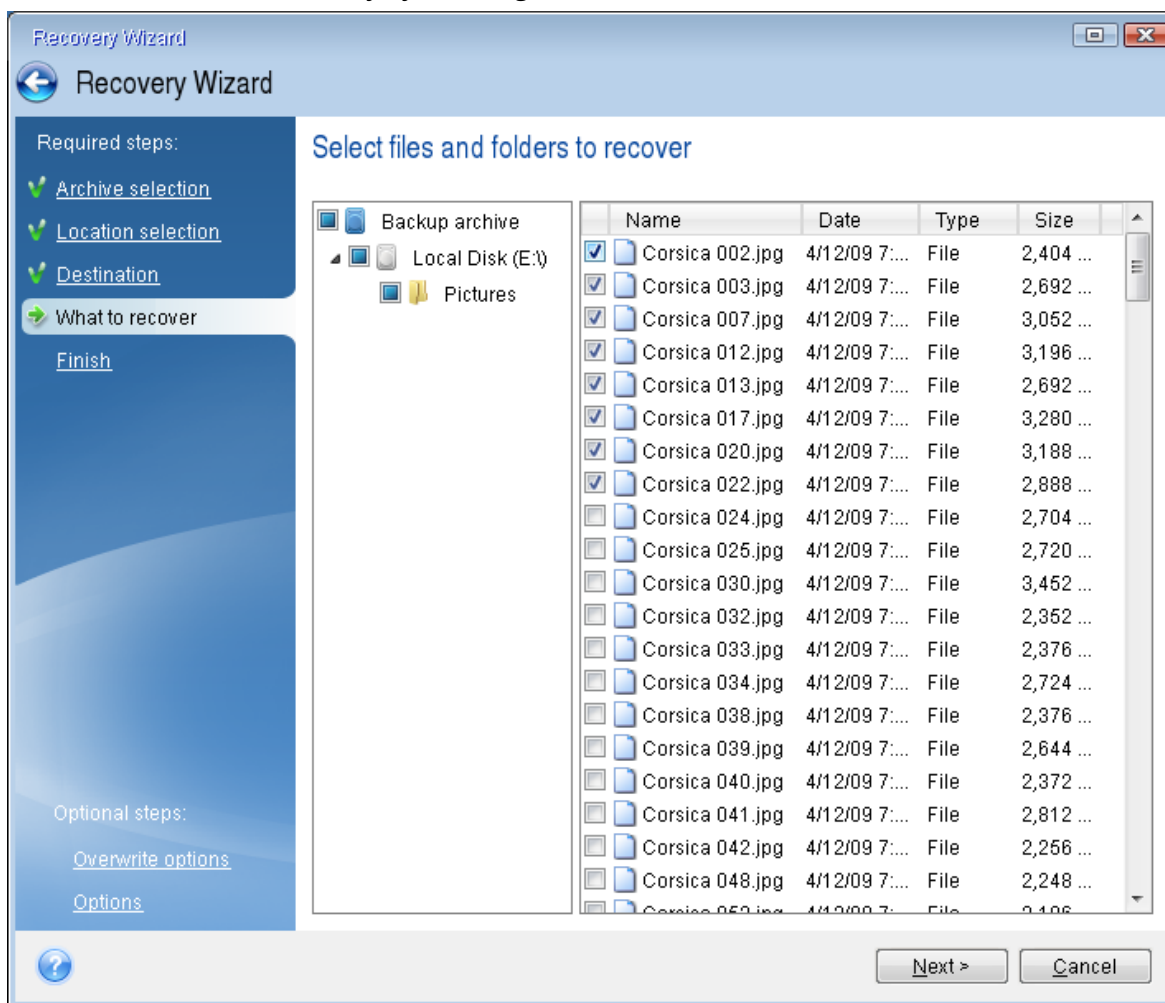 Recovery Wizard
Recovery Wizard
Required steps:
Archive selection
Location selection
Destination
What to recover
Finish
Optional steps:
Overwrite options
Options
Select files and folders to recover
Backup archive
Local Disk (E:\)
Pictures
Name Date Type Size
Corsica 002.jpg 4/12/09 7:... File 2,404 ...
Corsica 003.jpg 4/12/09 7:... File 2,692 ...
Corsica 007.jpg 4/12/09 7:... File 3,052 ...
Corsica 012.jpg 4/12/09 7:... File 3,196 ...
Corsica 013.jpg 4/12/09 7:... File 2,692 ...
Corsica 017.jpg 4/12/09 7:... File 3,280 ...
Corsica 020.jpg 4/12/09 7:... File 3,188 ...
Corsica 022.jpg 4/12/09 7:... File 2,888 ...
Corsica 024.jpg 4/12/09 7:... File 2,704 ...
Corsica 025.jpg 4/12/09 7:... File 2,720 ...
Corsica 030.jpg 4/12/09 7:... File 3,452 ...
Corsica 032.jpg 4/12/09 7:... File 2,352 ...
Corsica 033.jpg 4/12/09 7:... File 2,376 ...
Corsica 034.jpg 4/12/09 7:... File 2,724 ...
Corsica 038.jpg 4/12/09 7:... File 2,376 ...
Corsica 039.jpg 4/12/09 7:... File 2,644 ...
Corsica 040.jpg 4/12/09 7:... File 2,372 ...
Corsica 041.jpg 4/12/09 7:... File 2,812 ...
Corsica 042.jpg 4/12/09 7:... File 2,256 ...
Corsica 048.jpg 4/12/09 7:... File 2,248 ...
Next > Cancel